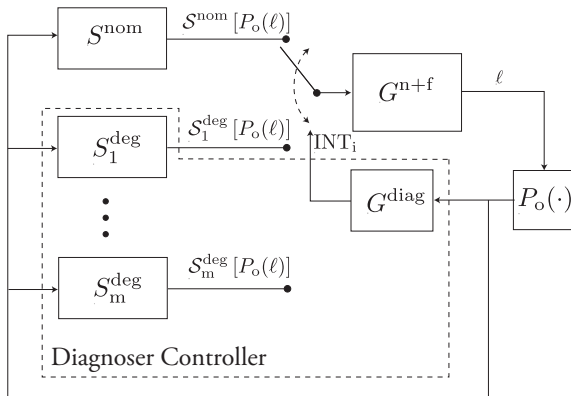 S^nom
𝒮^nom [P_o(ℓ)]
G^n+f
ℓ
S_1^deg
𝒮_1^deg [P_o(ℓ)]
INT_i
G^diag
P_o(·)
S_m^deg
𝒮_m^deg [P_o(ℓ)]
Diagnoser Controller